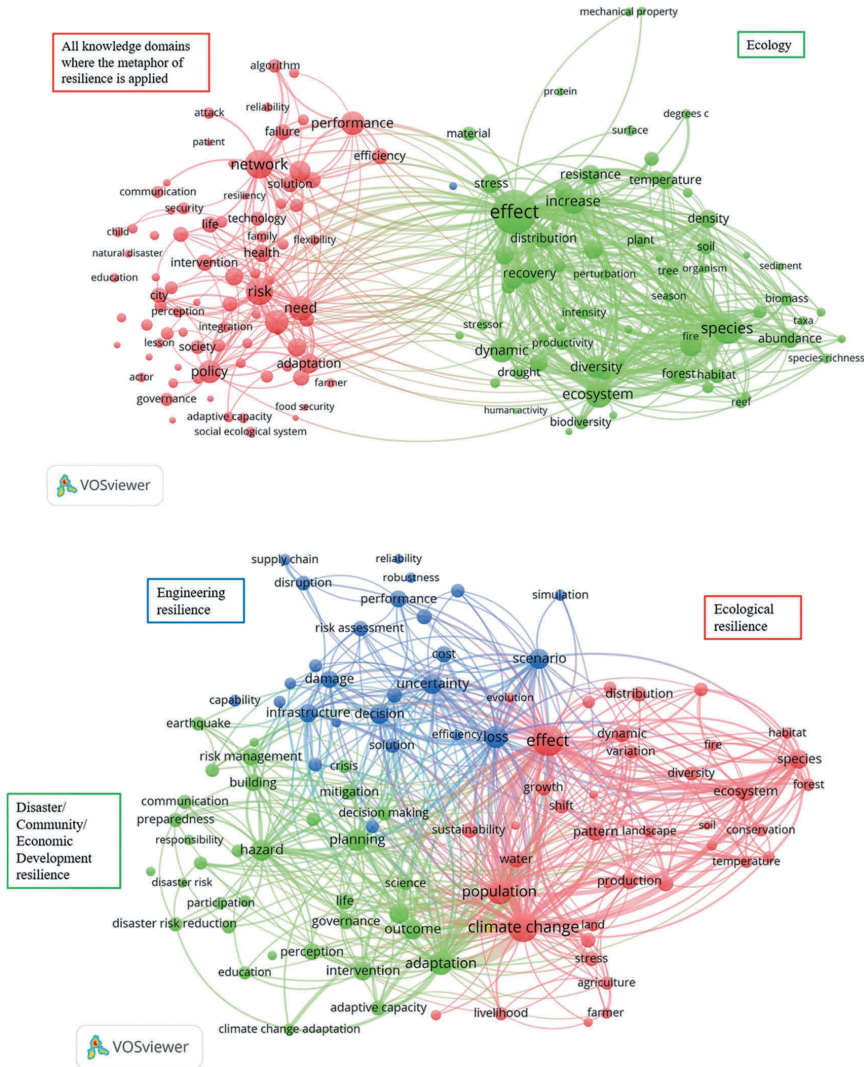 mechanical property
All knowledge domains
where the metaphor of
resilience is applied
Ecology
algorithm
protein
attack
reliability
performance
degrees c
failure
material
surface
patient
efficiency
network
resistance
stress
temperature
solution
communication
resiliency
increase
security
effect
technology
density
child
life
family
flexibility
distribution
plant
soil
natural disaster
health
intervention
recovery
perturbation
tree
organism
sediment
education
risk
city
need
season
biomass
perception
intensity
integration
stressor
species
taxa
lesson
society
dynamic
productivity
fire
abundance
species richness
policy
adaptation
drought
diversity
forest
habitat
actor
farmer
ecosystem
governance
food security
human activity
reef
adaptive capacity
biodiversity
social ecological system
VOSviewer
supply chain
reliability
Engineering
resilience
disruption
robustness
simulation
Ecological
resilience
performance
risk assessment
cost
scenario
damage
uncertainty
evolution
distribution
capability
infrastructure
decision
earthquake
efficiency
loss
effect
dynamic
habitat
solution
variation
fire
species
risk management
crisis
diversity
building
mitigation
growth
ecosystem
forest
Disaster/
Community/
Economic
Development
resilience
communication
decision making
shift
preparedness
sustainability
pattern
landscape
soil
conservation
responsibility
planning
hazard
water
temperature
disaster risk
science
population
production
participation
life
disaster risk reduction
governance
outcome
climate change
land
perception
stress
education
intervention
adaptation
agriculture
adaptive capacity
livelihood
farmer
climate change adaptation
VOSviewer